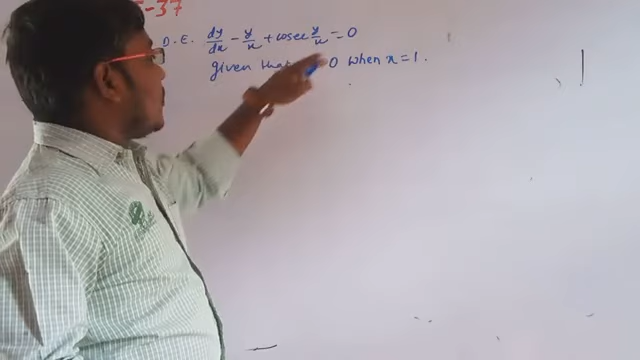 -37
D.E. dy/dx - y/x + cosec y/x = 0
given that 0 when x = 1.